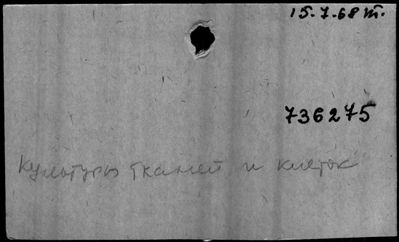 15.7.68 т.
736275
Культуры тканей и клеток